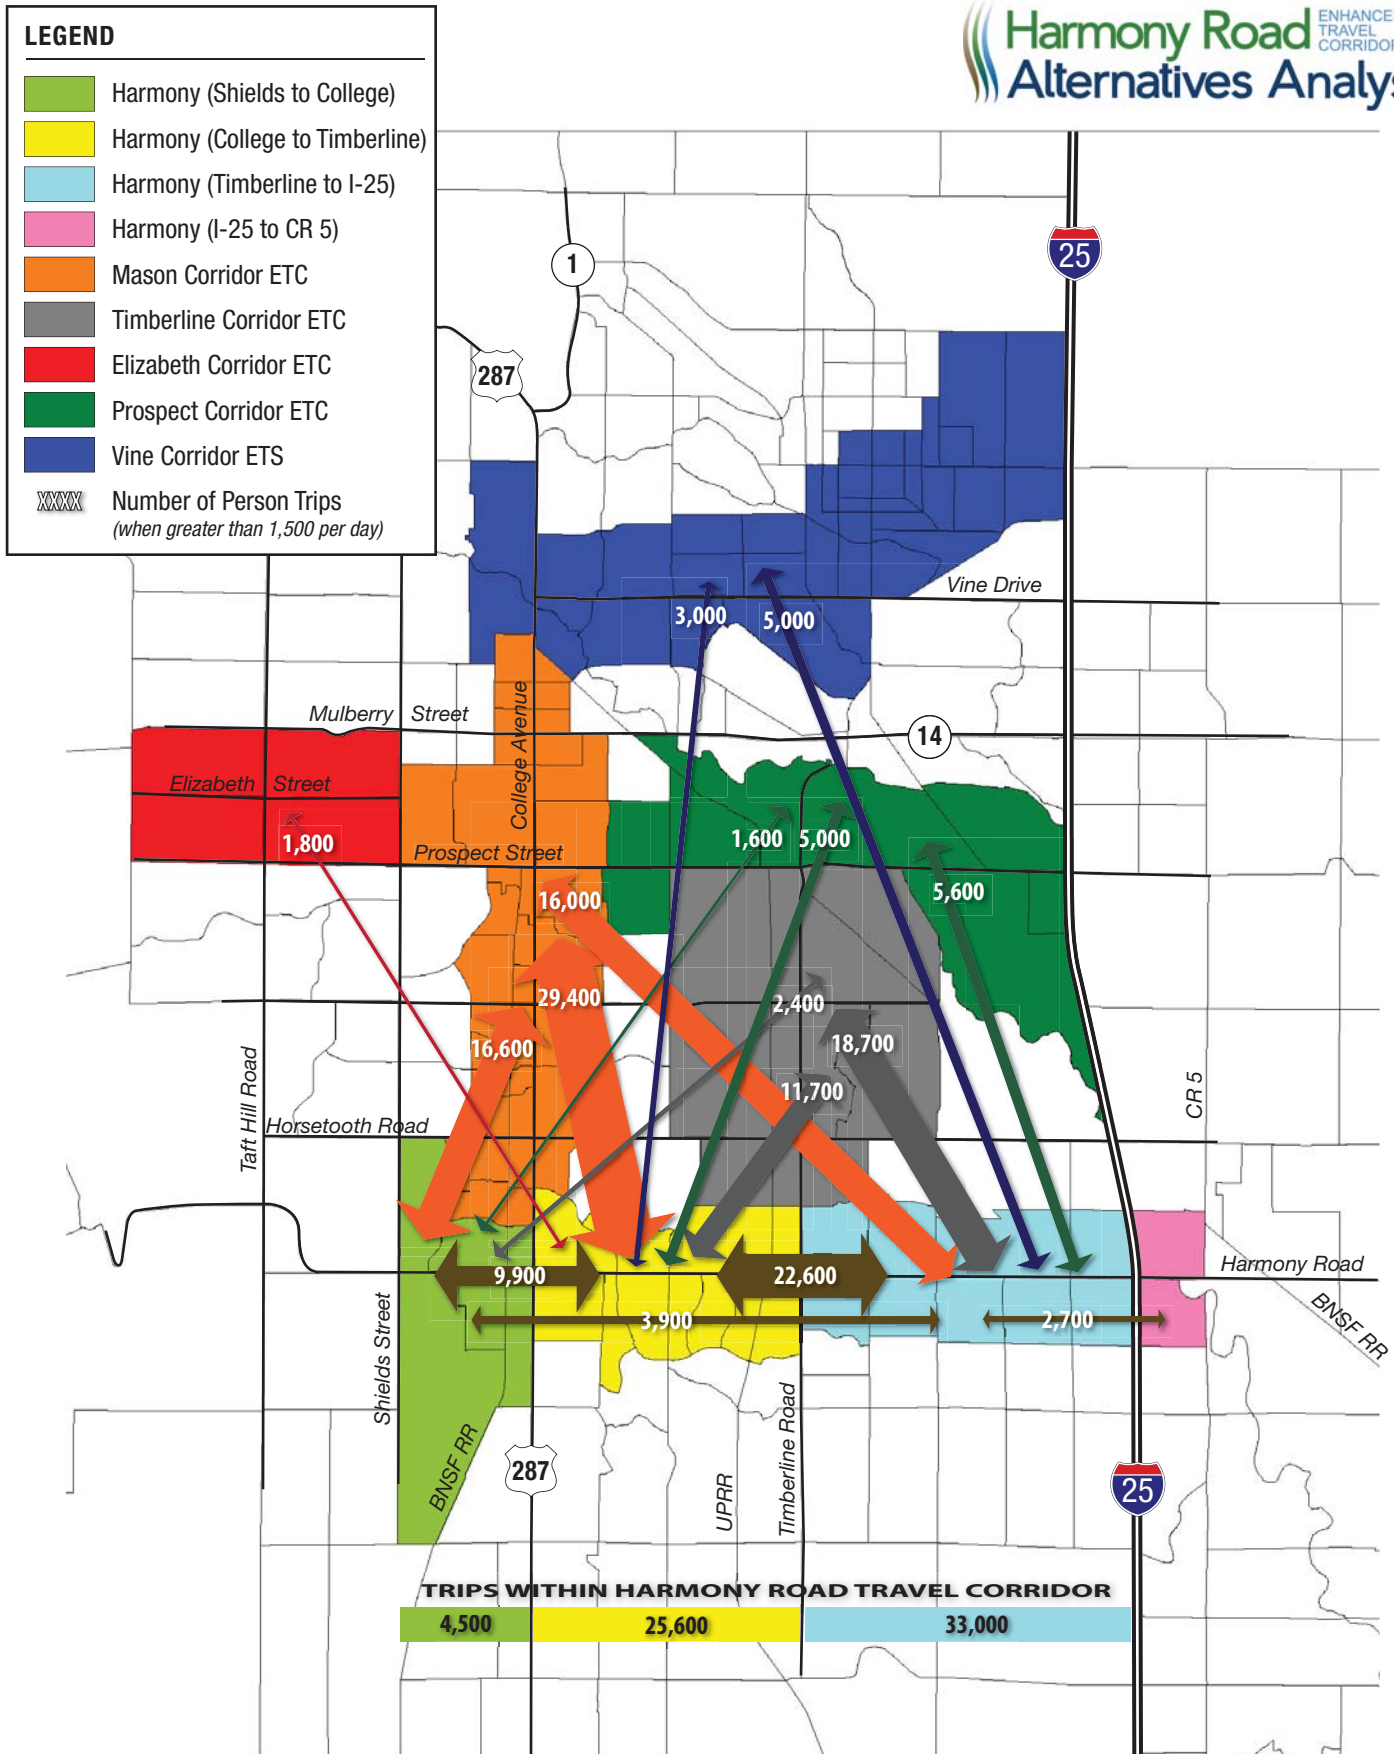 LEGEND
Harmony (Shields to College)
Harmony (College to Timberline)
Harmony (Timberline to I-25)
Harmony (I-25 to CR 5)
Mason Corridor ETC
Timberline Corridor ETC
Elizabeth Corridor ETC
Prospect Corridor ETC
Vine Corridor ETS
XXXX Number of Person Trips
(when greater than 1,500 per day)
Harmony Road
ENHANCE
TRAVEL
CORRIDOR
Alternatives Analys
1
25
287
Vine Drive
3,000
5,000
College Avenue
Mulberry Street
14
Elizabeth Street
1,800
1,600
5,000
Prospect Street
5,600
16,000
29,400
2,400
16,600
18,700
11,700
Taft Hill Road
CR 5
Horsetooth Road
Harmony Road
9,900
22,600
3,900
2,700
BNSF RR
Shields Street
BNSF RR
287
UPRR
Timberline Road
25
TRIPS WITHIN HARMONY ROAD TRAVEL CORRIDOR
4,500
25,600
33,000